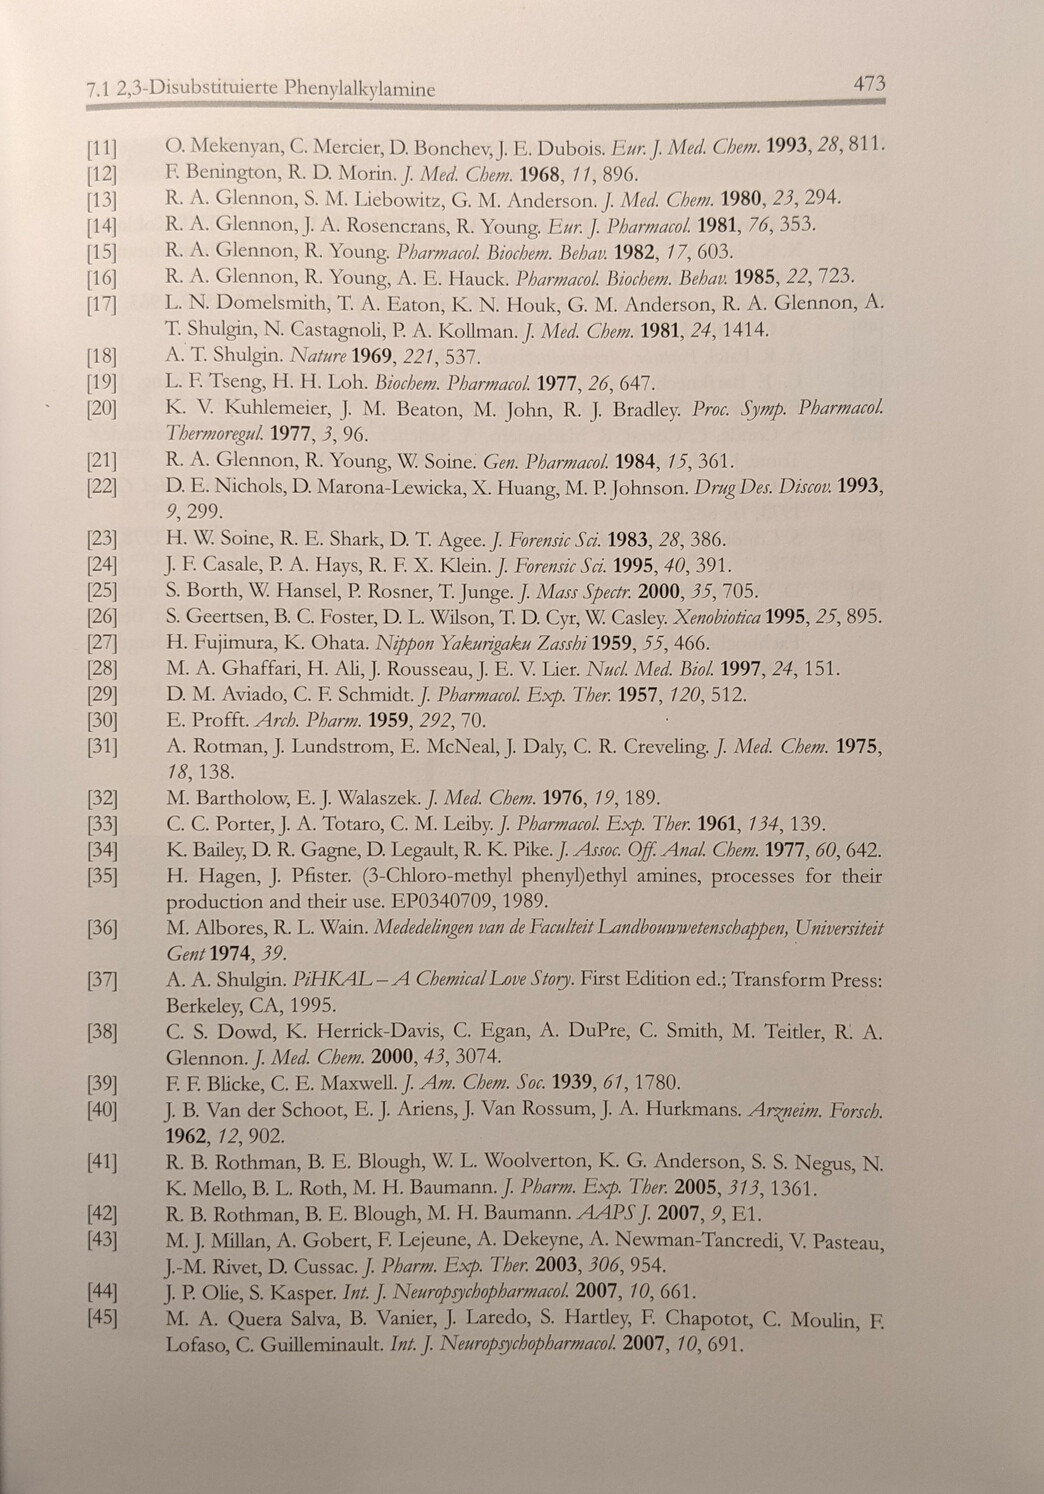 7.1 2,3-Disubstituierte Phenylalkylamine 473
[11] O. Mekenyan, C. Mercier, D. Bonchev, J. E. Dubois. Eur. J. Med. Chem. 1993, 28, 811.
[12] F. Benington, R. D. Morin. J. Med. Chem. 1968, 11, 896.
[13] R. A. Glennon, S. M. Liebowitz, G. M. Anderson. J. Med. Chem. 1980, 23, 294.
[14] R. A. Glennon, J. A. Rosencrans, R. Young. Eur. J. Pharmacol. 1981, 76, 353.
[15] R. A. Glennon, R. Young. Pharmacol. Biochem. Behav. 1982, 17, 603.
[16] R. A. Glennon, R. Young, A. E. Hauck. Pharmacol. Biochem. Behav. 1985, 22, 723.
[17] L. N. Domelsmith, T. A. Eaton, K. N. Houk, G. M. Anderson, R. A. Glennon, A.
T. Shulgin, N. Castagnoli, P. A. Kollman. J. Med. Chem. 1981, 24, 1414.
[18] A. T. Shulgin. Nature 1969, 221, 537.
[19] L. F. Tseng, H. H. Loh. Biochem. Pharmacol. 1977, 26, 647.
[20] K. V. Kuhlemeier, J. M. Beaton, M. John, R. J. Bradley. Proc. Symp. Pharmacol.
Thermoregul. 1977, 3, 96.
[21] R. A. Glennon, R. Young, W. Soine. Gen. Pharmacol. 1984, 15, 361.
[22] D. E. Nichols, D. Marona-Lewicka, X. Huang, M. P. Johnson. Drug Des. Discov. 1993,
9, 299.
[23] H. W. Soine, R. E. Shark, D. T. Agee. J. Forensic Sci. 1983, 28, 386.
[24] J. F. Casale, P. A. Hays, R. F. X. Klein. J. Forensic Sci. 1995, 40, 391.
[25] S. Borth, W. Hansel, P. Rosner, T. Junge. J. Mass Spectr. 2000, 35, 705.
[26] S. Geertsen, B. C. Foster, D. L. Wilson, T. D. Cyr, W. Casley. Xenobiotica 1995, 25, 895.
[27] H. Fujimura, K. Ohata. Nippon Yakurigaku Zasshi 1959, 55, 466.
[28] M. A. Ghaffari, H. Ali, J. Rousseau, J. E. V. Lier. Nucl. Med. Biol. 1997, 24, 151.
[29] D. M. Aviado, C. F. Schmidt. J. Pharmacol. Exp. Ther. 1957, 120, 512.
[30] E. Profft. Arch. Pharm. 1959, 292, 70.
[31] A. Rotman, J. Lundstrom, E. McNeal, J. Daly, C. R. Creveling. J. Med. Chem. 1975,
18, 138.
[32] M. Bartholow, E. J. Walaszek. J. Med. Chem. 1976, 19, 189.
[33] C. C. Porter, J. A. Totaro, C. M. Leiby. J. Pharmacol. Exp. Ther. 1961, 134, 139.
[34] K. Bailey, D. R. Gagne, D. Legault, R. K. Pike. J. Assoc. Off. Anal. Chem. 1977, 60, 642.
[35] H. Hagen, J. Pfister. (3-Chloro-methyl phenyl)ethyl amines, processes for their
production and their use. EP0340709, 1989.
[36] M. Albores, R. L. Wain. Mededelingen van de Faculteit Landbouwwetenschappen, Universiteit
Gent 1974, 39.
[37] A. A. Shulgin. PiHKAL – A Chemical Love Story. First Edition ed.; Transform Press:
Berkeley, CA, 1995.
[38] C. S. Dowd, K. Herrick-Davis, C. Egan, A. DuPre, C. Smith, M. Teitler, R. A.
Glennon. J. Med. Chem. 2000, 43, 3074.
[39] F. F. Blicke, C. E. Maxwell. J. Am. Chem. Soc. 1939, 61, 1780.
[40] J. B. Van der Schoot, E. J. Ariens, J. Van Rossum, J. A. Hurkmans. Arzneim. Forsch.
1962, 12, 902.
[41] R. B. Rothman, B. E. Blough, W. L. Woolverton, K. G. Anderson, S. S. Negus, N.
K. Mello, B. L. Roth, M. H. Baumann. J. Pharm. Exp. Ther. 2005, 313, 1361.
[42] R. B. Rothman, B. E. Blough, M. H. Baumann. AAPS J. 2007, 9, E1.
[43] M. J. Millan, A. Gobert, F. Lejeune, A. Dekeyne, A. Newman-Tancredi, V. Pasteau,
J.-M. Rivet, D. Cussac. J. Pharm. Exp. Ther. 2003, 306, 954.
[44] J. P. Olie, S. Kasper. Int. J. Neuropsychopharmacol. 2007, 10, 661.
[45] M. A. Quera Salva, B. Vanier, J. Laredo, S. Hartley, F. Chapotot, C. Moulin, F.
Lofaso, C. Guilleminault. Int. J. Neuropsychopharmacol. 2007, 10, 691.